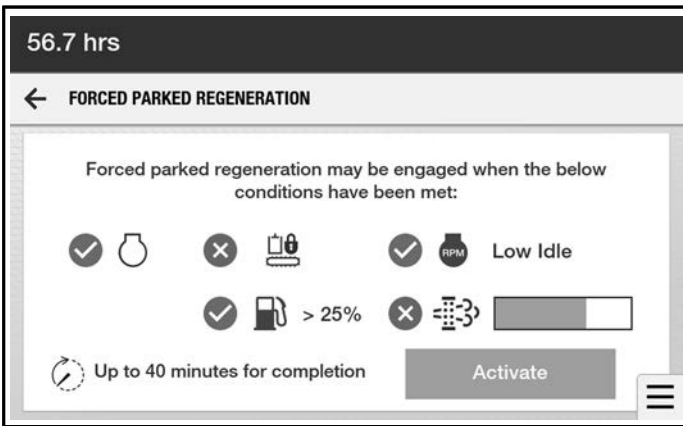 56.7 hrs
FORCED PARKED REGENERATION
Forced parked regeneration may be engaged when the below
conditions have been met:
RPM Low Idle
> 25%
Up to 40 minutes for completion
Activate